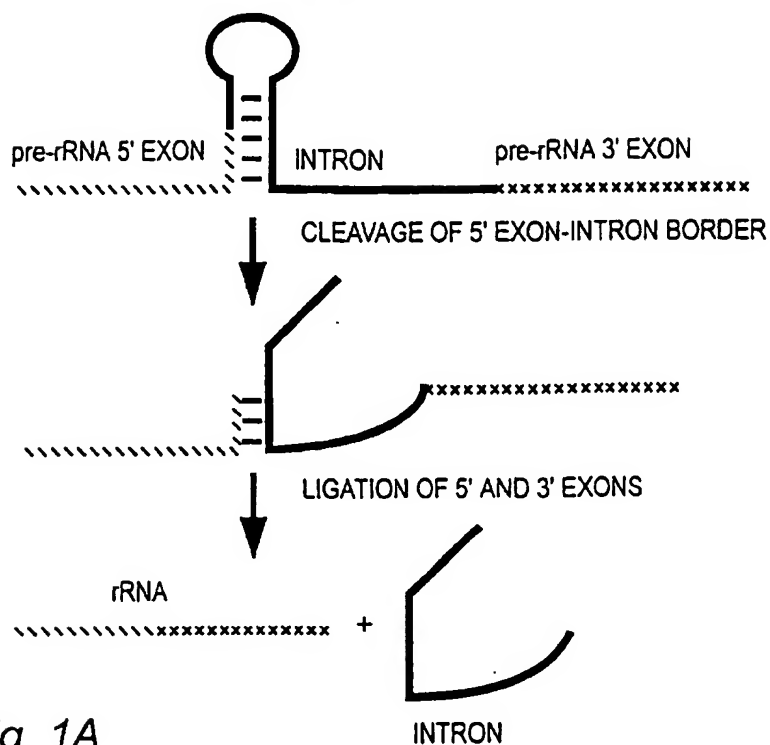 pre-rRNA 5' EXON
INTRON
pre-rRNA 3' EXON
CLEAVAGE OF 5' EXON-INTRON BORDER
LIGATION OF 5' AND 3' EXONS
rRNA
+
INTRON
1A